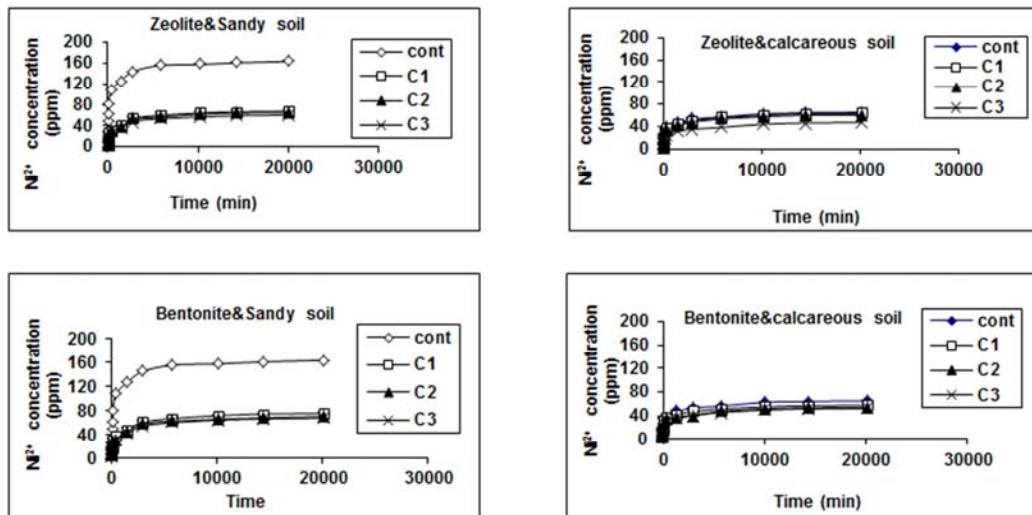 Zeolite&Sandy soil
Ni²⁺ concentration
(ppm)
200
160
120
80
40
0
0 10000 20000 30000
Time (min)
cont
C1
C2
C3
Zeolite&calcareous soil
Ni²⁺ concentration
(ppm)
200
160
120
80
40
0
0 10000 20000 30000
Time (min)
cont
C1
C2
C3
Bentonite&Sandy soil
Ni²⁺ concentration
(ppm)
200
160
120
80
40
0
0 10000 20000 30000
Time
cont
C1
C2
C3
Bentonite&calcareous soil
Ni²⁺ concentration
(ppm)
200
160
120
80
40
0
0 10000 20000 30000
Time (min)
cont
C1
C2
C3